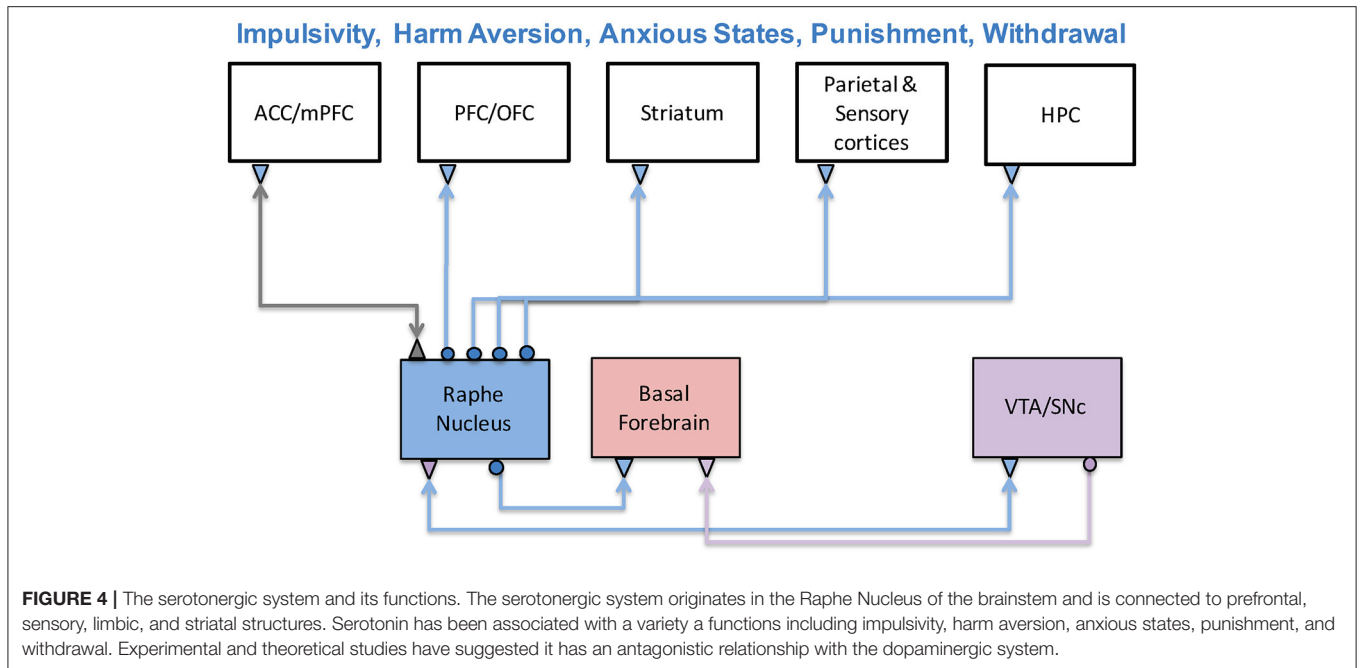 Impulsivity, Harm Aversion, Anxious States, Punishment, Withdrawal
ACC/mPFC
PFC/OFC
Striatum
Parietal &
Sensory
cortices
HPC
Raphe
Nucleus
Basal
Forebrain
VTA/SNc
FIGURE 4 | The serotonergic system and its functions. The serotonergic system originates in the Raphe Nucleus of the brainstem and is connected to prefrontal,
sensory, limbic, and striatal structures. Serotonin has been associated with a variety a functions including impulsivity, harm aversion, anxious states, punishment, and
withdrawal. Experimental and theoretical studies have suggested it has an antagonistic relationship with the dopaminergic system.